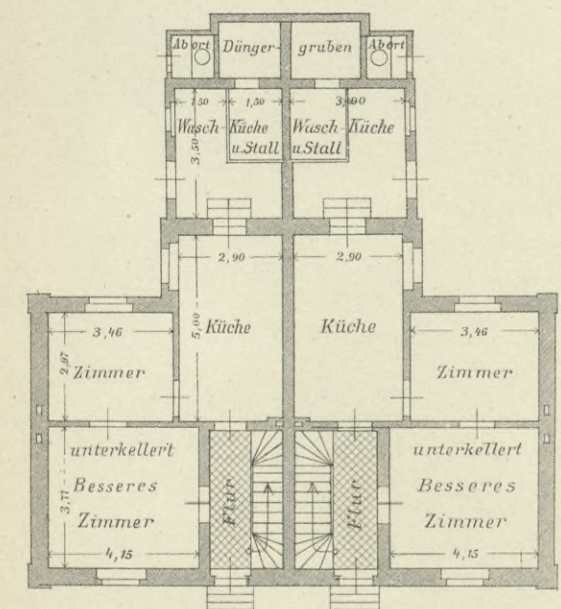 Abort Dünger- gruben Abort
1,50 1,50 3,00
Wasch- Küche Wasch- Küche
u. Stall u. Stall
3,50
2,90 2,90
5,00
Küche Küche
3,46 3,46
2,97
Zimmer Zimmer
unterkellert unterkellert
Besseres Besseres
Zimmer Zimmer
3,77
Flur Flur
4,15 4,15